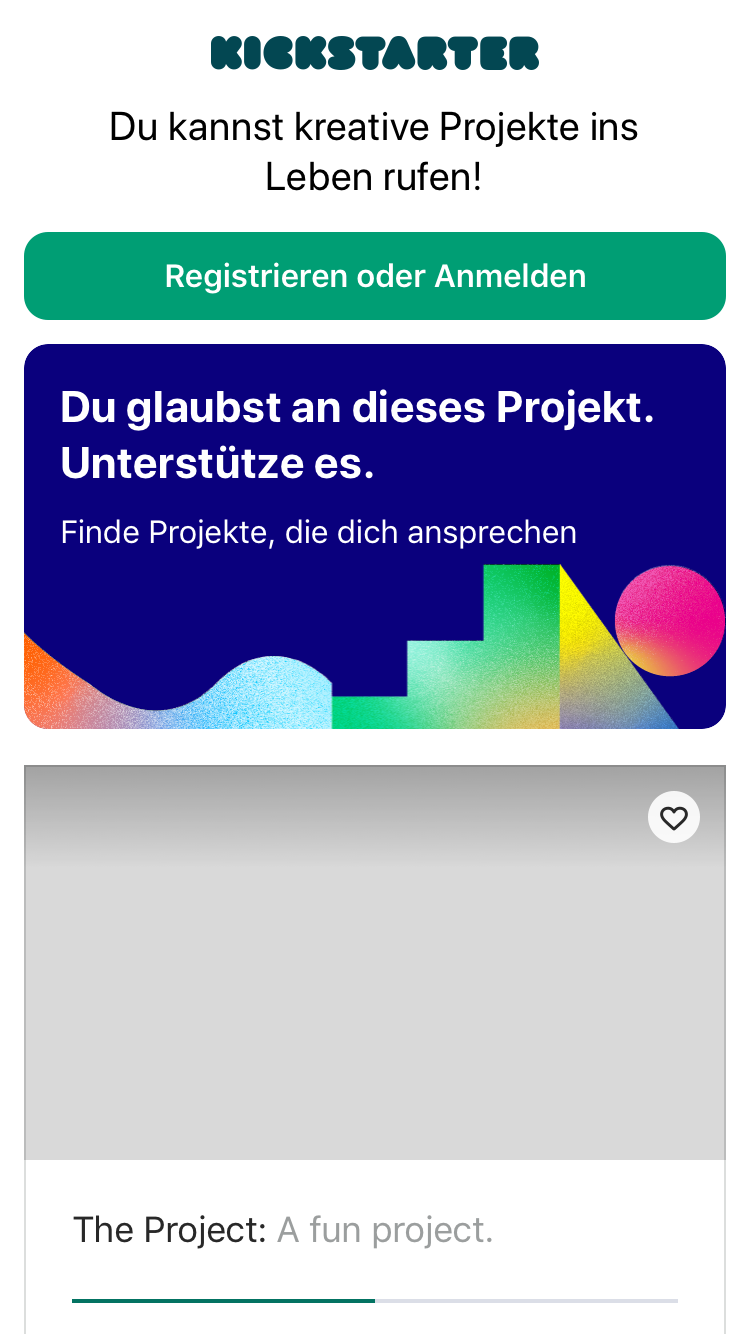 KICKSTARTER
Du kannst kreative Projekte ins
Leben rufen!
Registrieren oder Anmelden
Du glaubst an dieses Projekt.
Unterstütze es.
Finde Projekte, die dich ansprechen
The Project: A fun project.